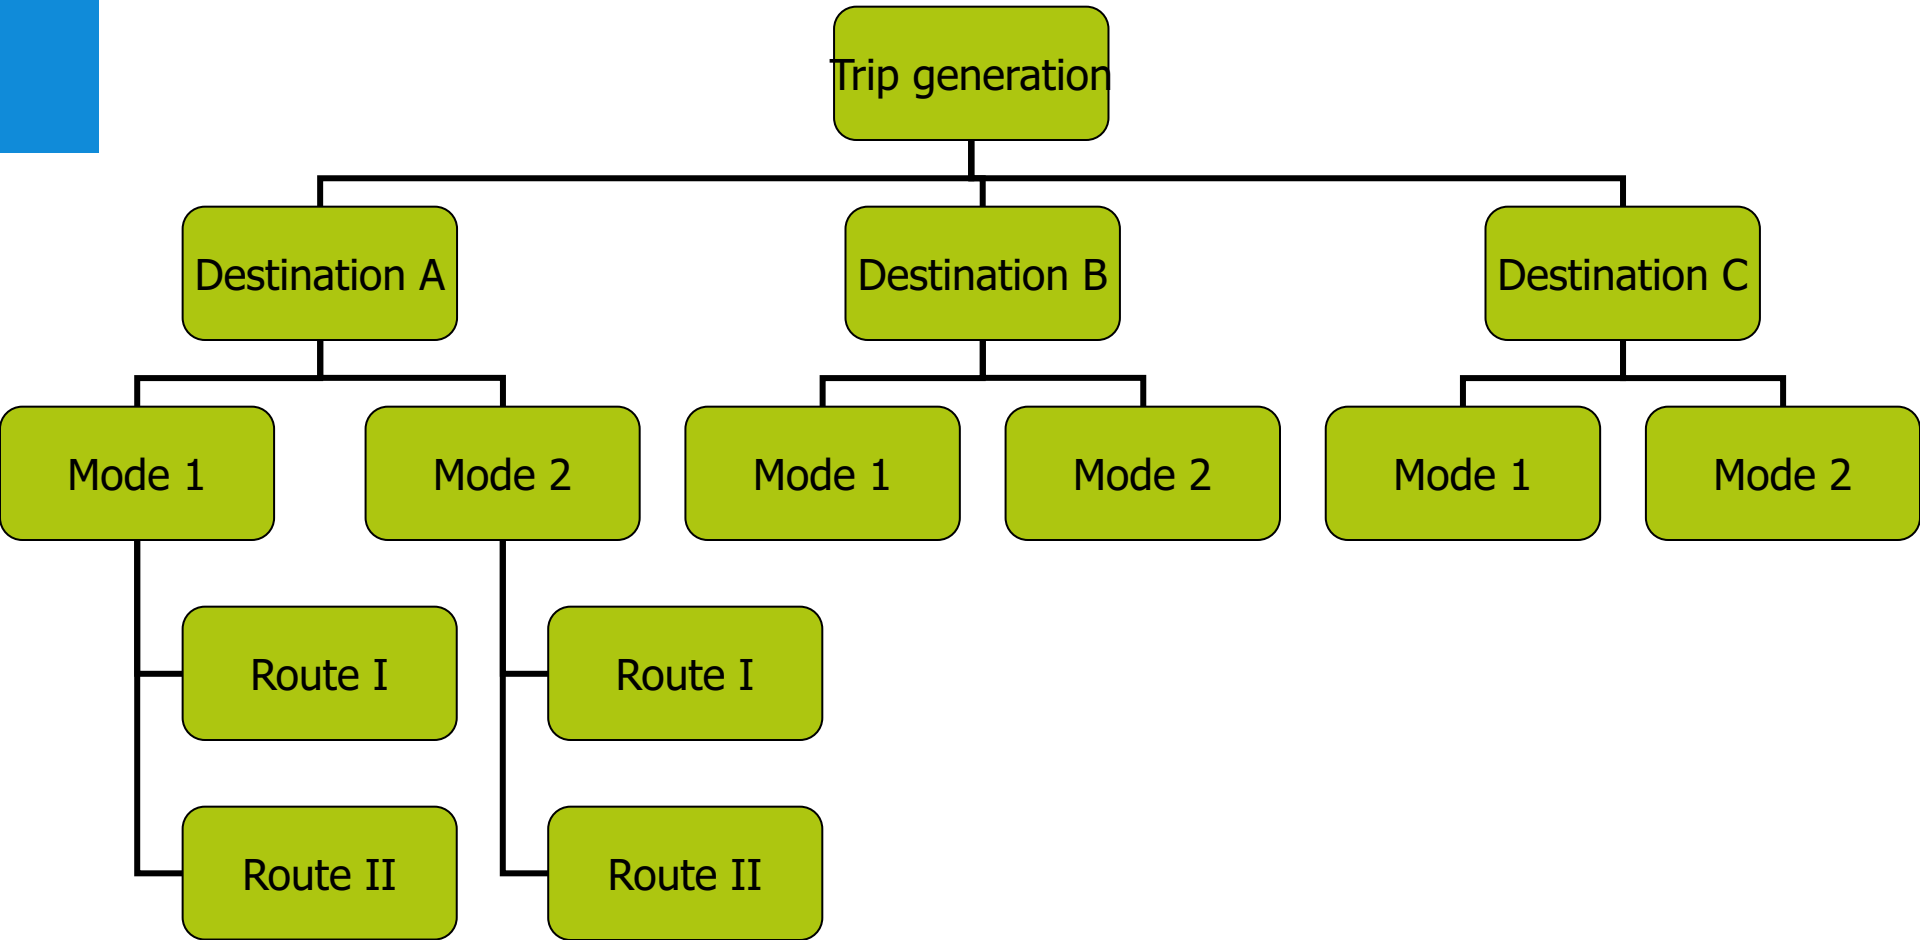 Trip generation
Destination A
Destination B
Destination C
Mode 1
Mode 2
Mode 1
Mode 2
Mode 1
Mode 2
Route I
Route I
Route II
Route II